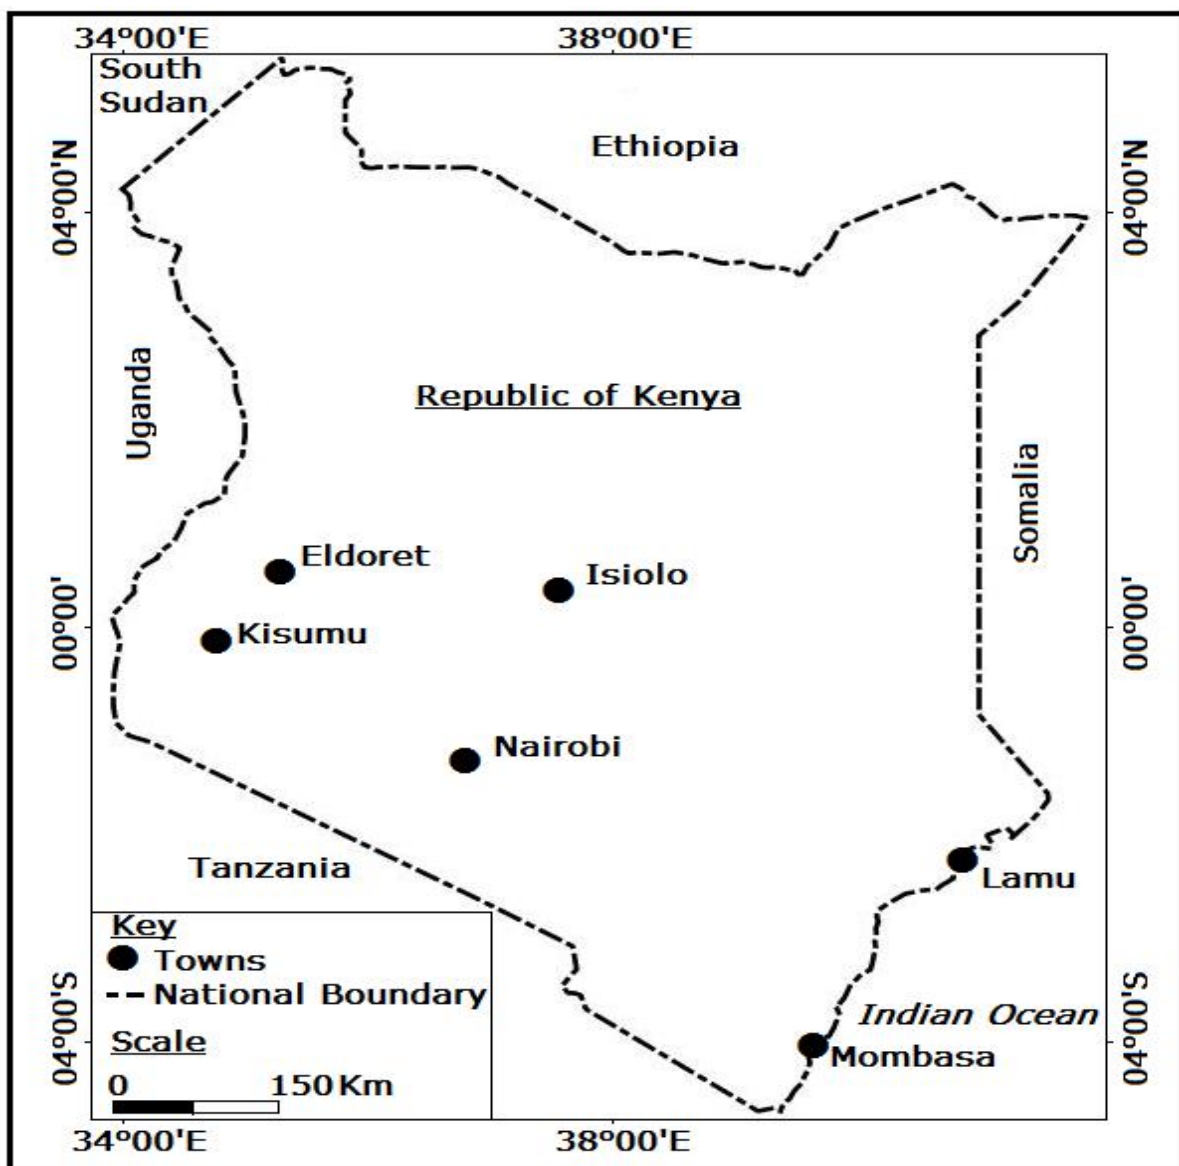 34°00'E
38°00'E
South
Sudan
Ethiopia
04°00'N
04°00'N
Uganda
Republic of Kenya
Somalia
Eldoret
Isiolo
00°00'
00°00'
Kisumu
Nairobi
Tanzania
Lamu
Key
Towns
National Boundary
Indian Ocean
04°00'S
04°00'S
Scale
Mombasa
0 150 Km
34°00'E
38°00'E